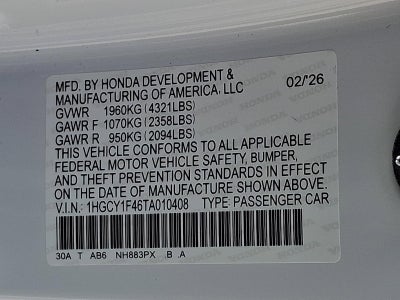 MFD. BY HONDA DEVELOPMENT &
MANUFACTURING OF AMERICA, LLC 02/'26
GVWR 1960KG (4321LBS)
GAWR F 1070KG (2358LBS)
GAWR R 950KG (2094LBS)
THIS VEHICLE CONFORMS TO ALL APPLICABLE
FEDERAL MOTOR VEHICLE SAFETY, BUMPER,
AND THEFT PREVENTION STANDARDS IN EFFECT
ON THE DATE OF MANUFACTURE SHOWN ABOVE.
V.I.N.: 1HGCY1F46TA010408 TYPE: PASSENGER CAR
30A T AB6 NH883PX .B .A
HONDA